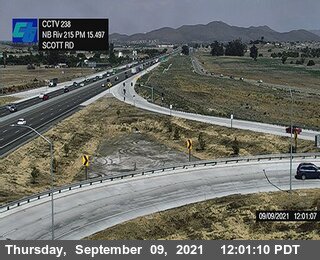 CCTV 238
NB Riv 215 PM 15.497
SCOTT RD
09/09/2021 12:01:07
Thursday, September 09, 2021 12:01:10 PDT